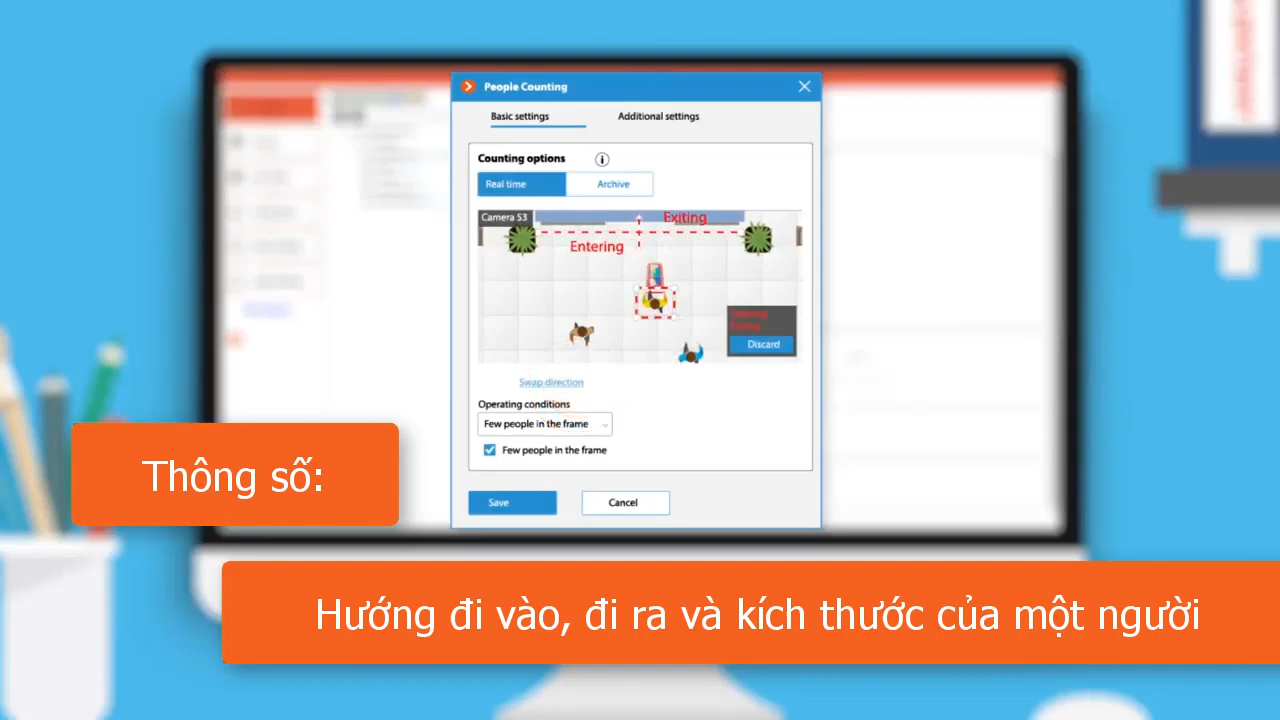 People Counting
Basic settings
Additional settings
Counting options
Real time
Archive
Camera 53
Exiting
Entering
Discard
Swap direction
Operating conditions
Few people in the frame
Few people in the frame
Save
Cancel
Thông số:
Hướng đi vào, đi ra và kích thước của một người